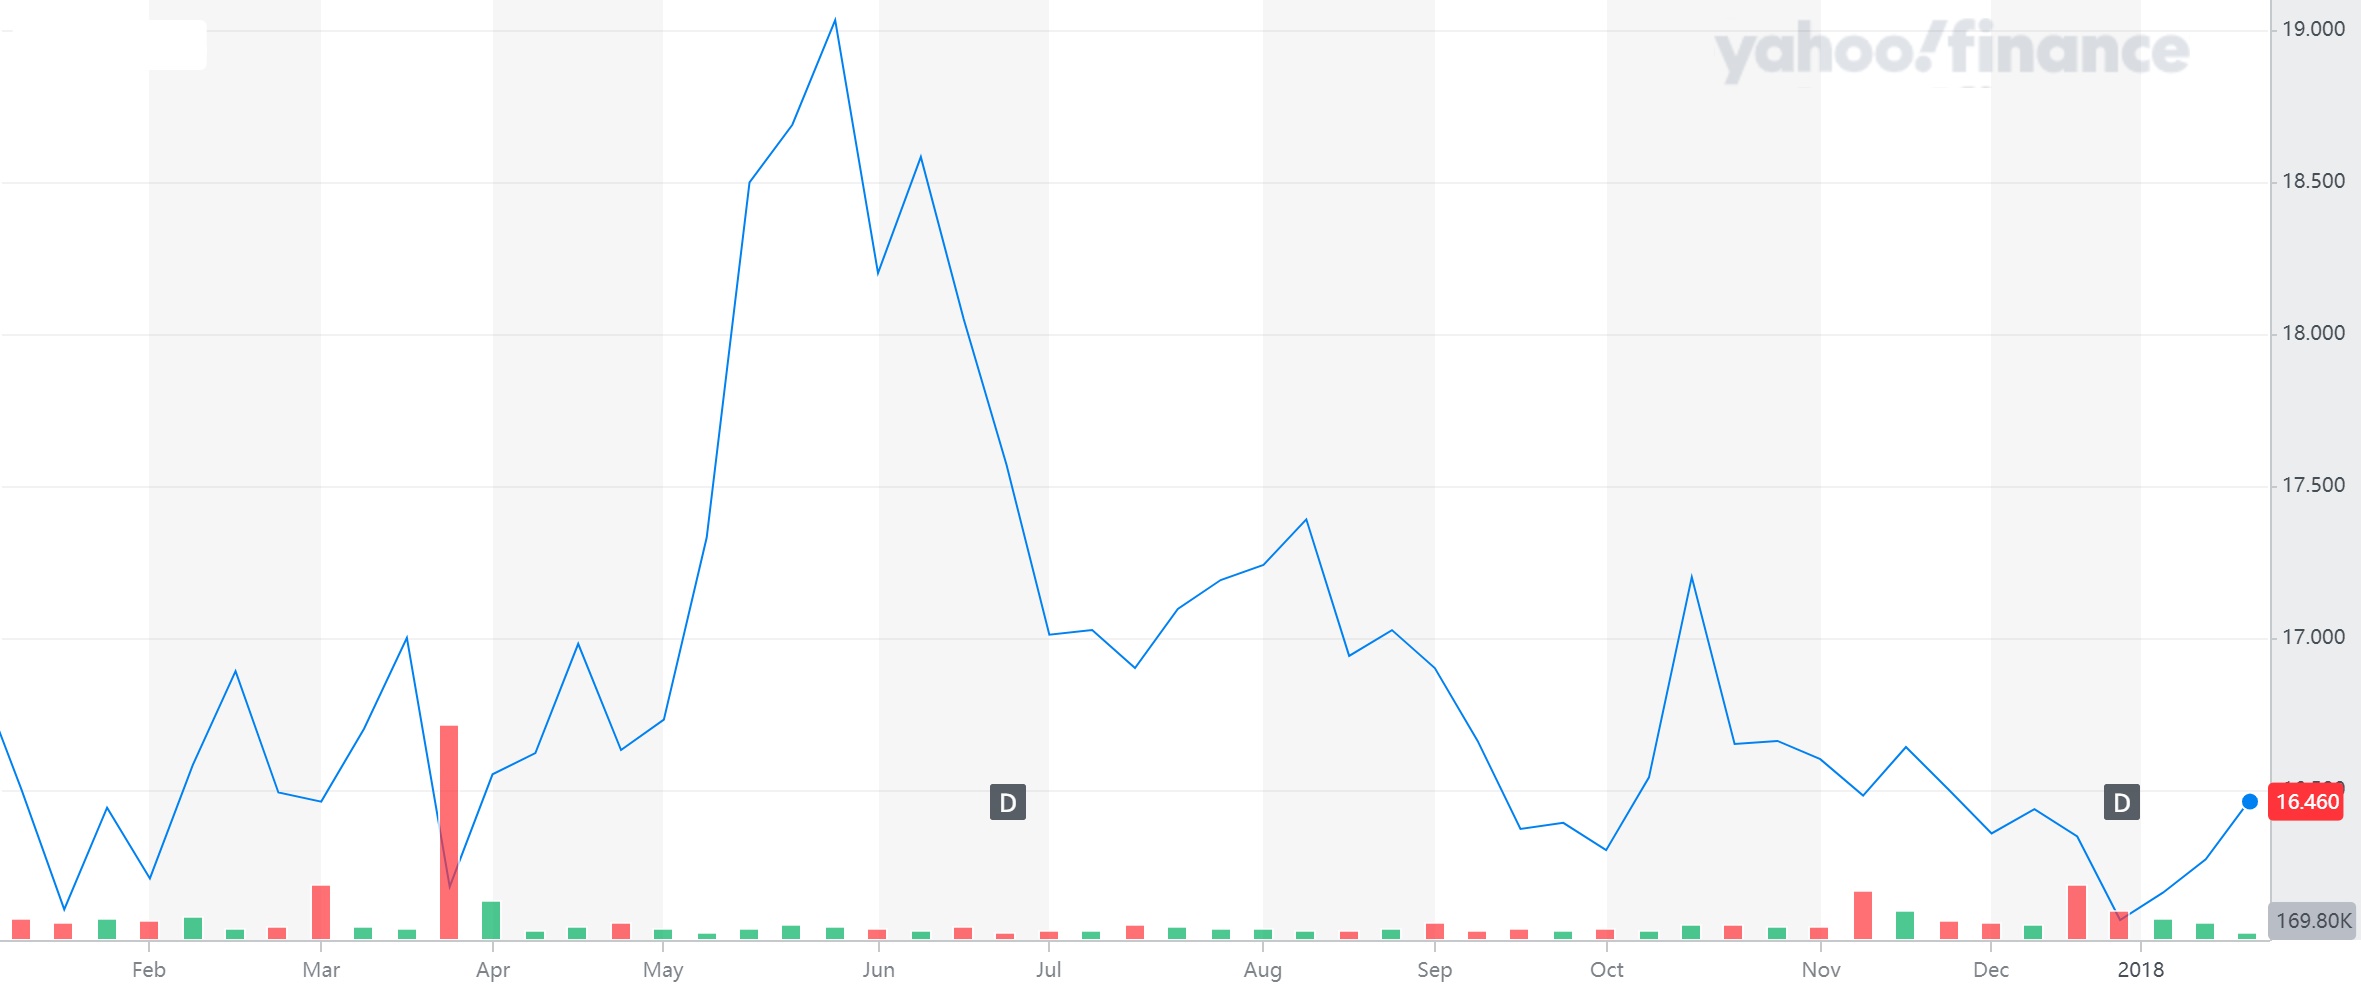 yahoo!finance
19.000
18.500
18.000
17.500
17.000
16.460
169.80K
D
D
Feb Mar Apr May Jun Jul Aug Sep Oct Nov Dec 2018